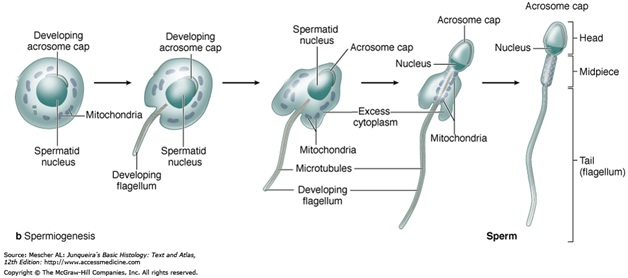 Developing
acrosome cap
Mitochondria
Spermatid
nucleus
Developing
acrosome cap
Spermatid
nucleus
Developing
flagellum
Spermatid
nucleus
Acrosome cap
Excess
cytoplasm
Mitochondria
Microtubules
Developing
flagellum
Acrosome cap
Nucleus
Mitochondria
Acrosome cap
Nucleus
Head
Midpiece
Tail
(flagellum)
b Spermiogenesis
Sperm
Source: Mescher AL: Junqueira's Basic Histology: Text and Atlas,
12th Edition: http://www.accessmedicine.com
Copyright © The McGraw-Hill Companies, Inc. All rights reserved.